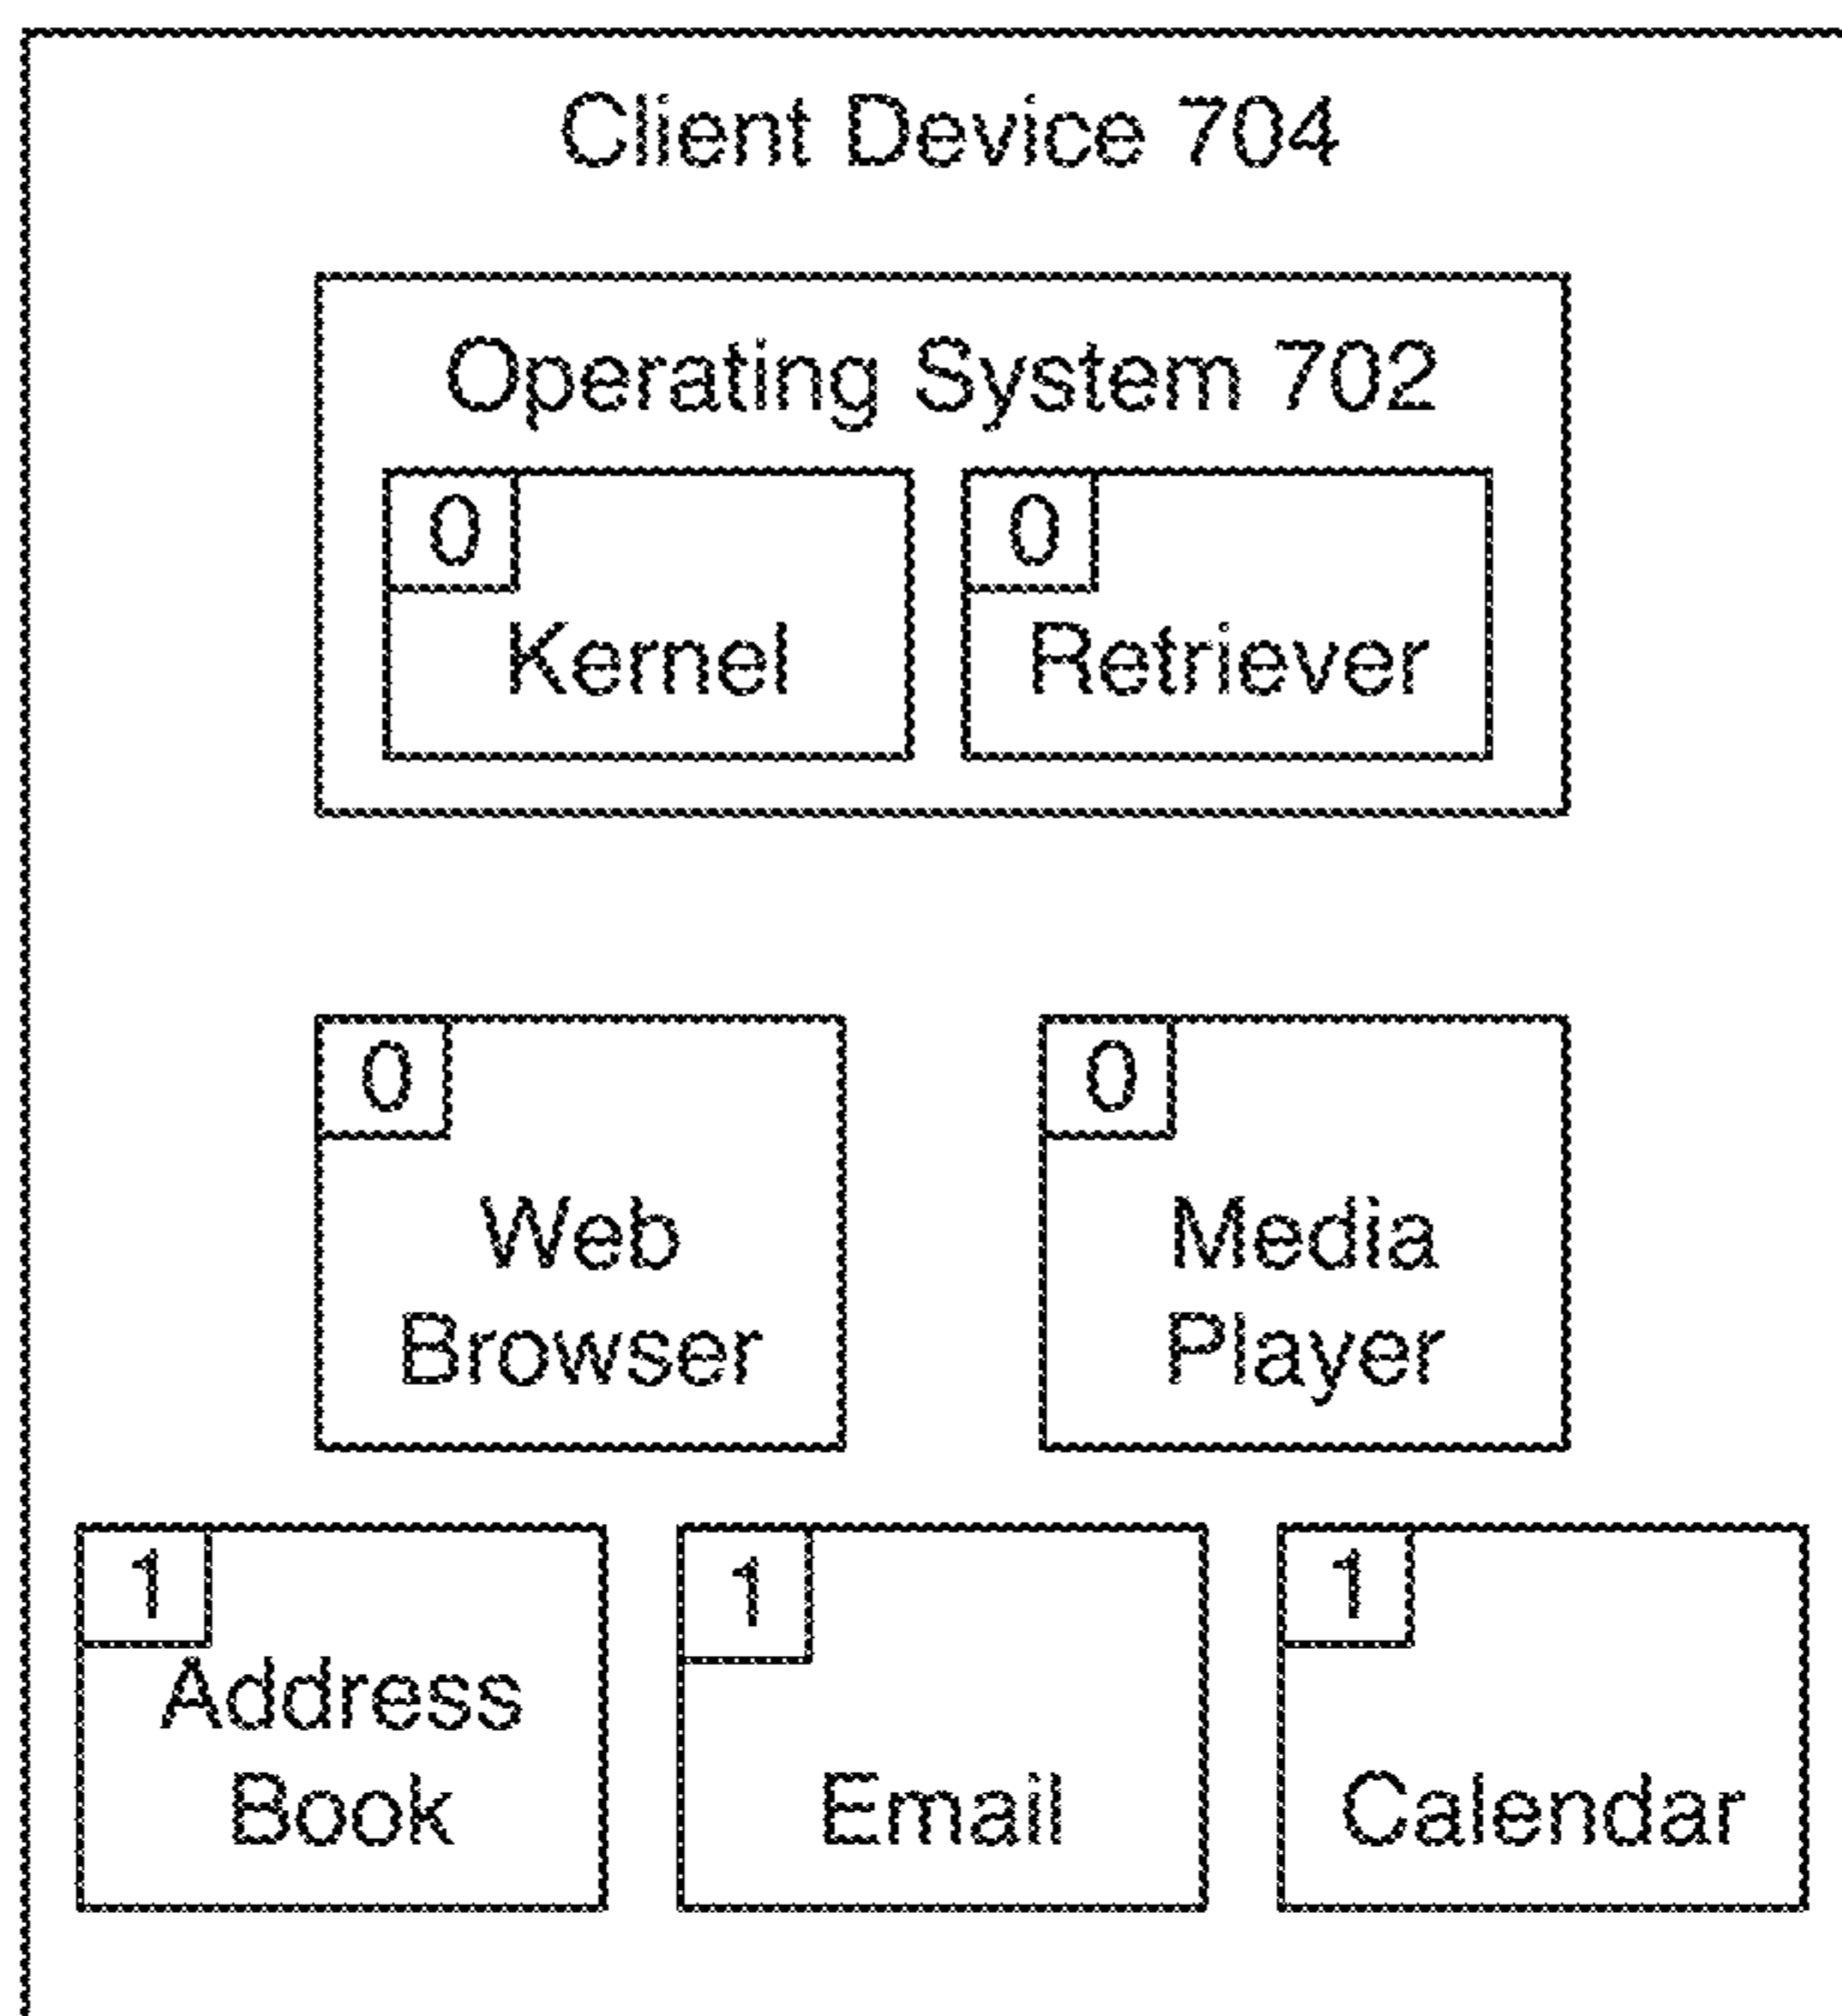 Client Device 704
Operating System 702
0
Kernel
0
Retriever
0
Web
Browser
0
Media
Player
1
Address
Book
1
Email
1
Calendar